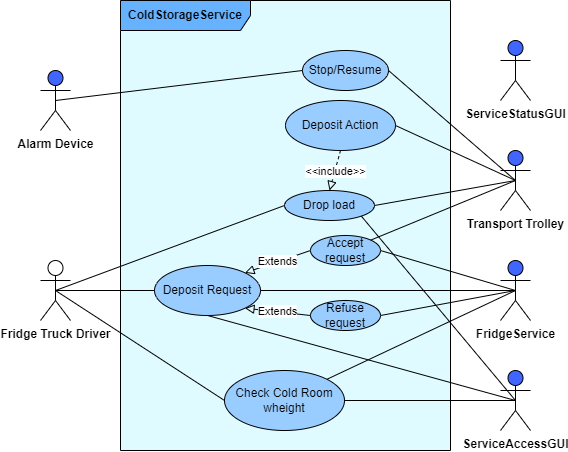 ColdStorageService
Stop/Resume
Alarm Device
ServiceStatusGUI
Deposit Action
<<include>>
Drop load
Transport Trolley
Accept
request
Extends
Deposit Request
Extends
Refuse
request
Fridge Truck Driver
FridgeService
Check Cold Room
wheight
ServiceAccessGUI